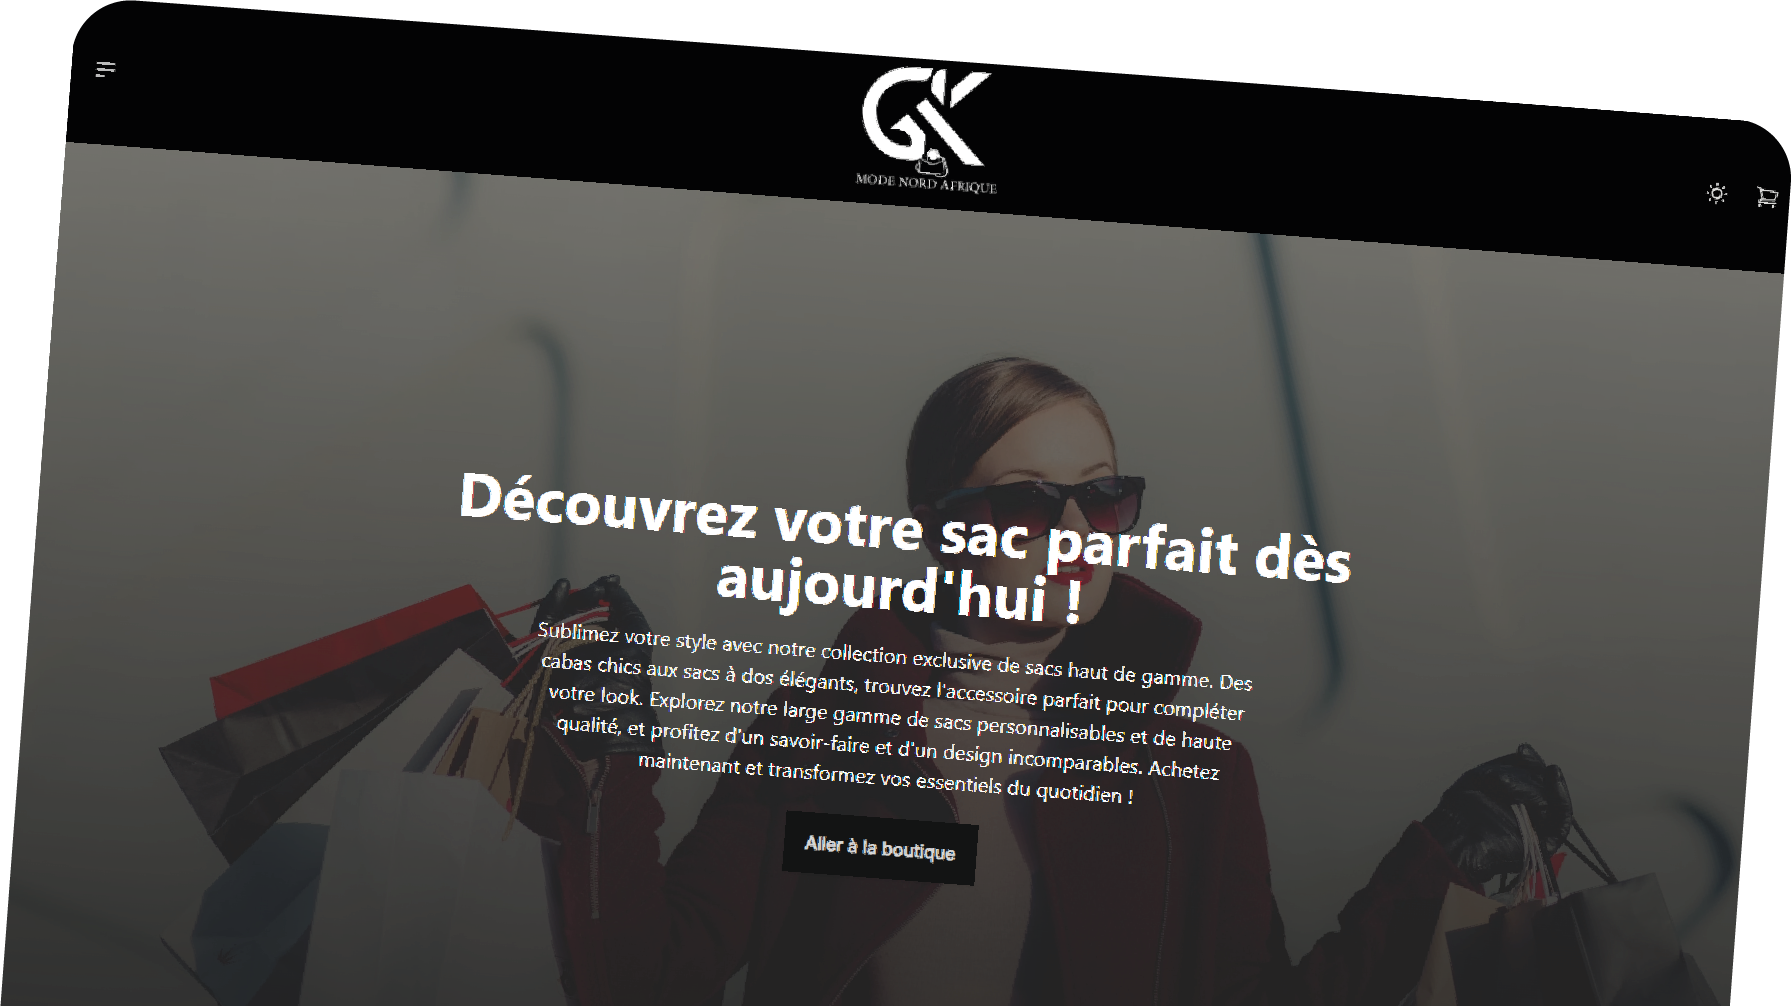 GK
MODE NORD AFRIQUE
Découvrez votre sac parfait dès
aujourd'hui !
Sublimez votre style avec notre collection exclusive de sacs haut de gamme. Des
cabas chics aux sacs à dos élégants, trouvez l'accessoire parfait pour compléter
votre look. Explorez notre large gamme de sacs personnalisables et de haute
qualité, et profitez d'un savoir-faire et d'un design incomparables. Achetez
maintenant et transformez vos essentiels du quotidien !
Aller à la boutique